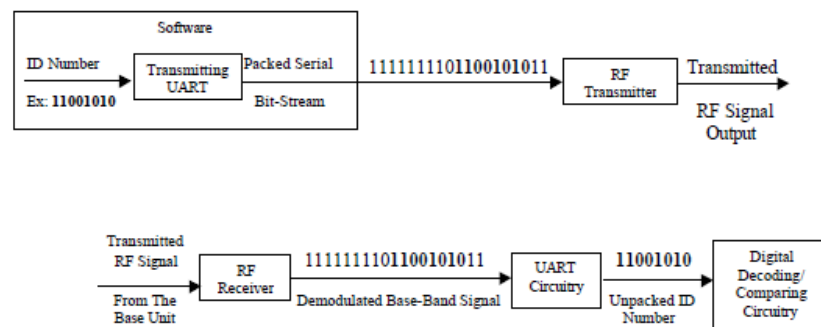 Software
ID Number
Ex: 11001010
Transmitting
UART
Packed Serial
Bit-Stream
1111111101100101011
RF
Transmitter
Transmitted
RF Signal
Output
Transmitted
RF Signal
From The
Base Unit
RF
Receiver
1111111101100101011
Demodulated Base-Band Signal
UART
Circuitry
11001010
Unpacked ID
Number
Digital
Decoding/
Comparing
Circuitry